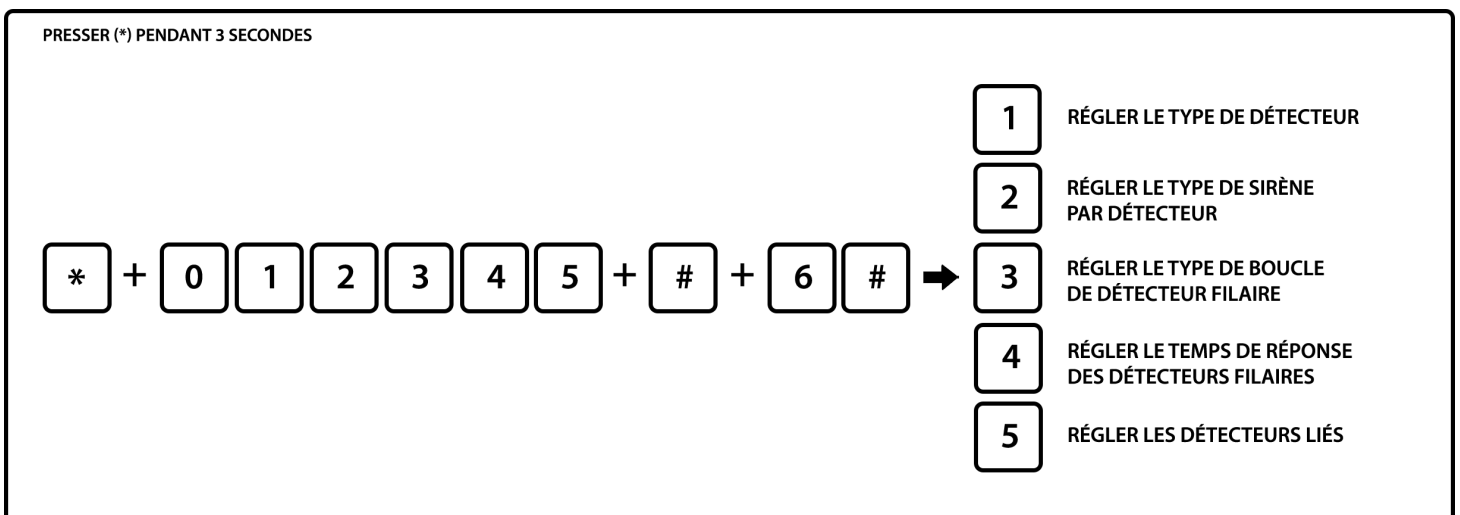 PRESSER (*) PENDANT 3 SECONDES
1 RÉGLER LE TYPE DE DÉTECTEUR
2 RÉGLER LE TYPE DE SIRÈNE
PAR DÉTECTEUR
* + 0 1 2 3 4 5 + # + 6 # ➡ 3 RÉGLER LE TYPE DE BOUCLE
DE DÉTECTEUR FILAIRE
4 RÉGLER LE TEMPS DE RÉPONSE
DES DÉTECTEURS FILAIRES
5 RÉGLER LES DÉTECTEURS LIÉS